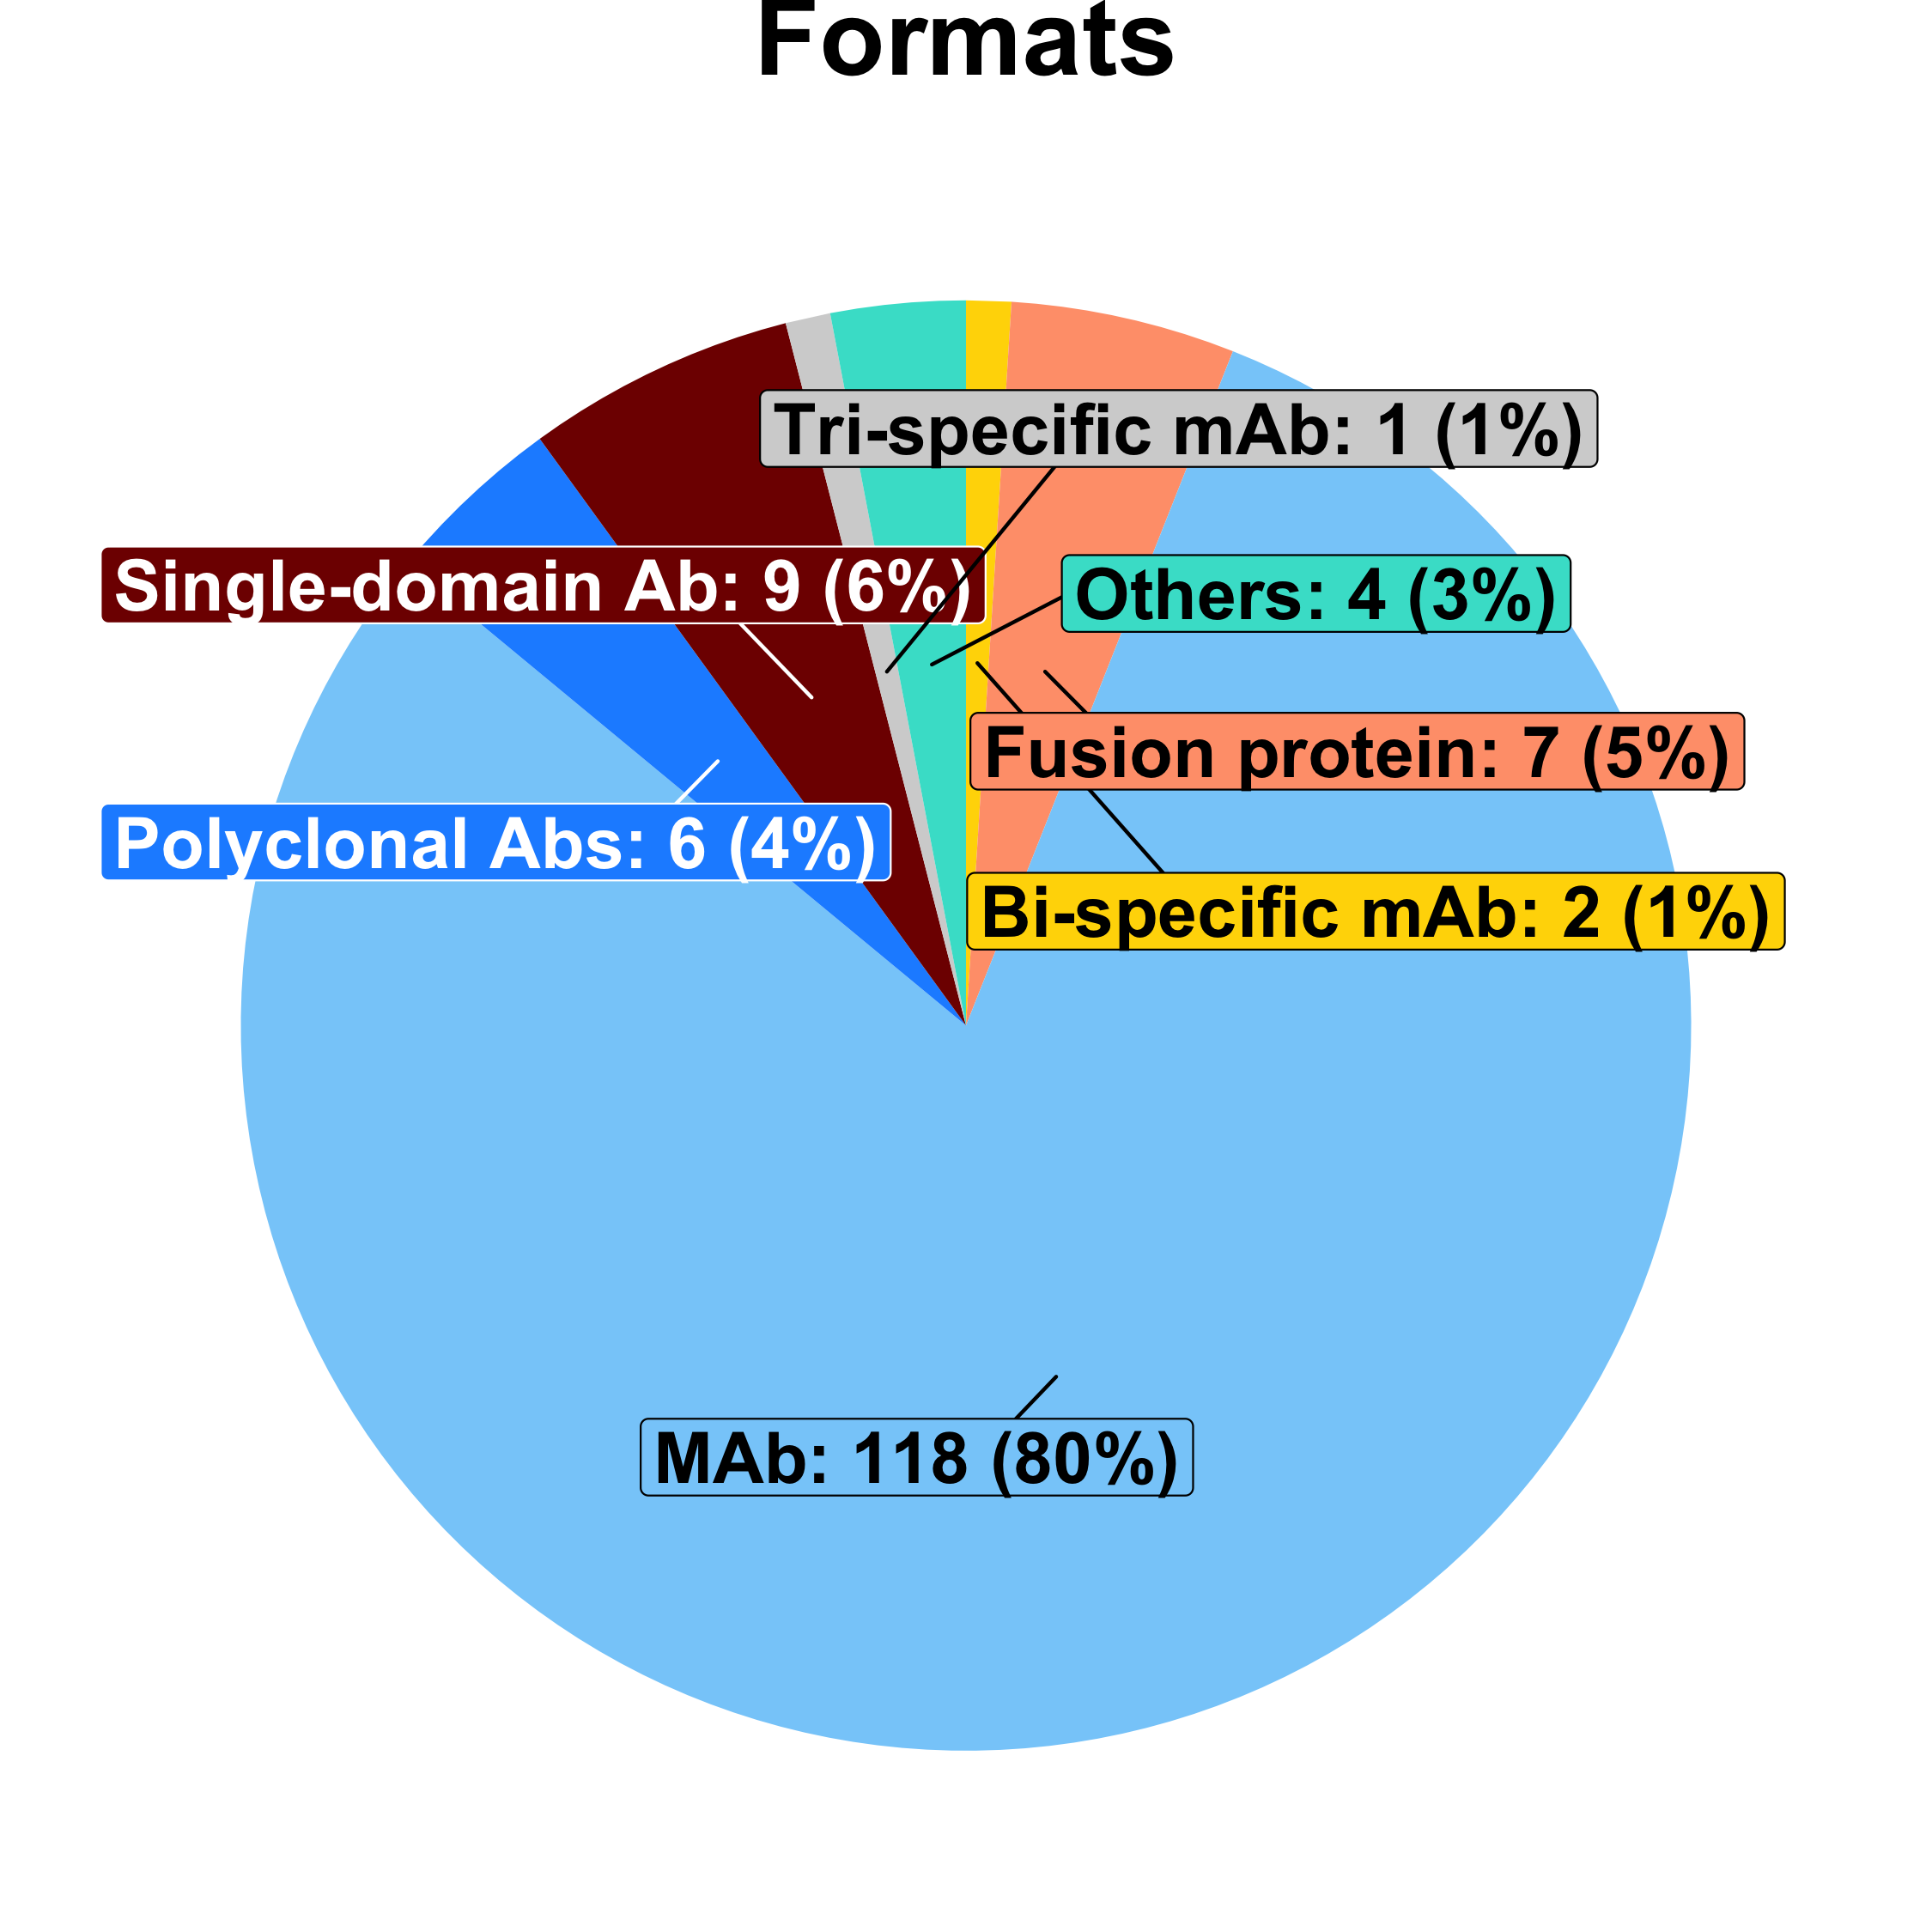 Formats
Tri-specific mAb: 1 (1%)
Single-domain Ab: 9 (6%)
Others: 4 (3%)
Fusion protein: 7 (5%)
Polyclonal Abs: 6 (4%)
Bi-specific mAb: 2 (1%)
MAb: 118 (80%)